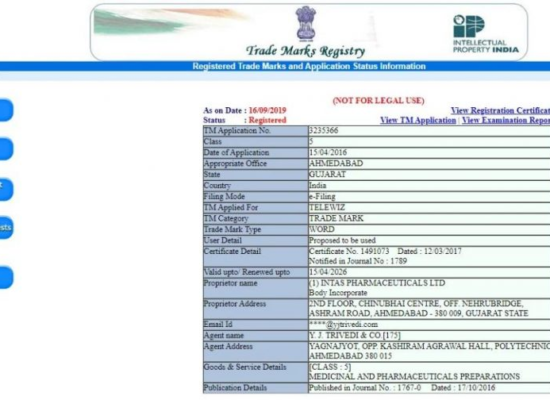 Trade Marks Registry
INTELLECTUAL
PROPERTY INDIA
Registered Trade Marks and Application Status Information
(NOT FOR LEGAL USE)
As on Date : 16/09/2019
View Registration Certificat
Status : Registered
View TM Application | View Examination Repor
TM Application No. 3235366
Class 5
Date of Application 15/04/2016
Appropriate Office AHMEDABAD
State GUJARAT
Country India
Filing Mode e-Filing
TM Applied For TELEWIZ
TM Category TRADE MARK
Trade Mark Type WORD
User Detail Proposed to be used
Certificate Detail Certificate No. 1491073 Dated : 12/03/2017
Notified in Journal No : 1789
Valid upto/ Renewed upto 15/04/2026
Proprietor name (1) INTAS PHARMACEUTICALS LTD
Body Incorporate
Proprietor Address 2ND FLOOR, CHINUBHAI CENTRE, OFF. NEHRUBRIDGE,
ASHRAM ROAD, AHMEDABAD - 380 009, GUJARAT STATE
Email Id ****@yjtrivedi.com
Agent name Y. J. TRIVEDI & CO.[175]
Agent Address YAGNAJYOT, OPP. KASHIRAM AGRAWAL HALL, POLYTECHNIC
AHMEDABAD 380 015
Goods & Service Details [CLASS : 5]
MEDICINAL AND PHARMACEUTICALS PREPARATIONS
Publication Details Published in Journal No. : 1767-0 Dated : 17/10/2016
sts